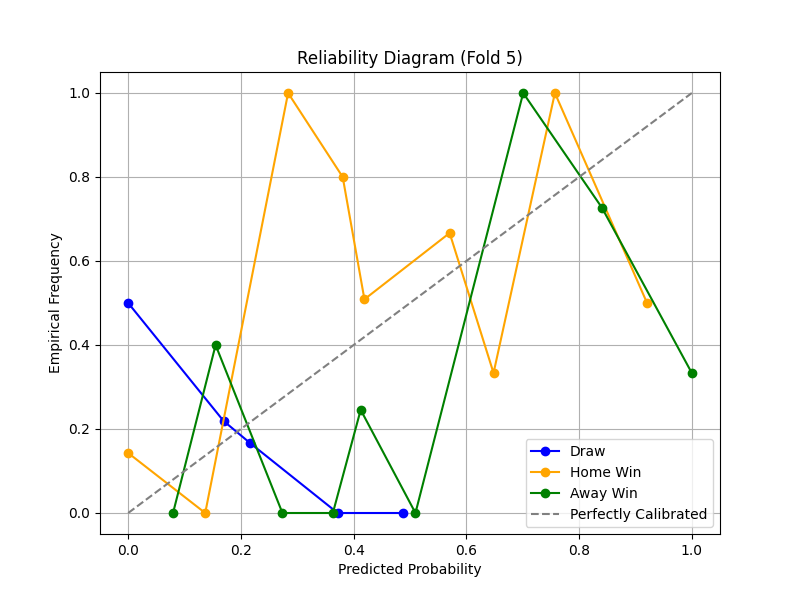 Reliability Diagram (Fold 5)
Empirical Frequency
1.0
0.8
0.6
0.4
0.2
0.0
0.0 0.2 0.4 0.6 0.8 1.0
Predicted Probability
Draw
Home Win
Away Win
Perfectly Calibrated